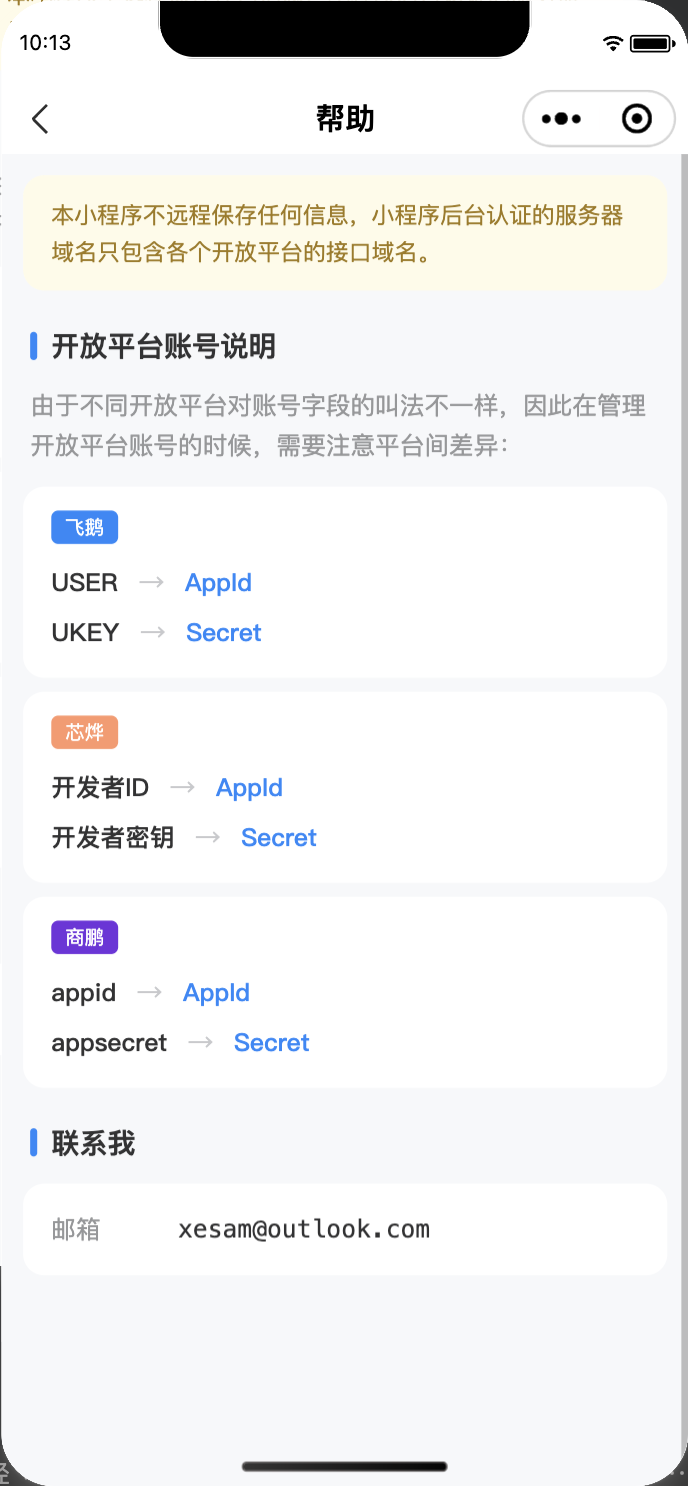 10:13
帮助
本小程序不远程保存任何信息，小程序后台认证的服务器
域名只包含各个开放平台的接口域名。
开放平台账号说明
由于不同开放平台对账号字段的叫法不一样，因此在管理
开放平台账号的时候，需要注意平台间差异：
飞鹅
USER → AppId
UKEY → Secret
芯烨
开发者ID → AppId
开发者密钥 → Secret
商鹏
appid → AppId
appsecret → Secret
联系我
邮箱 xesam@outlook.com